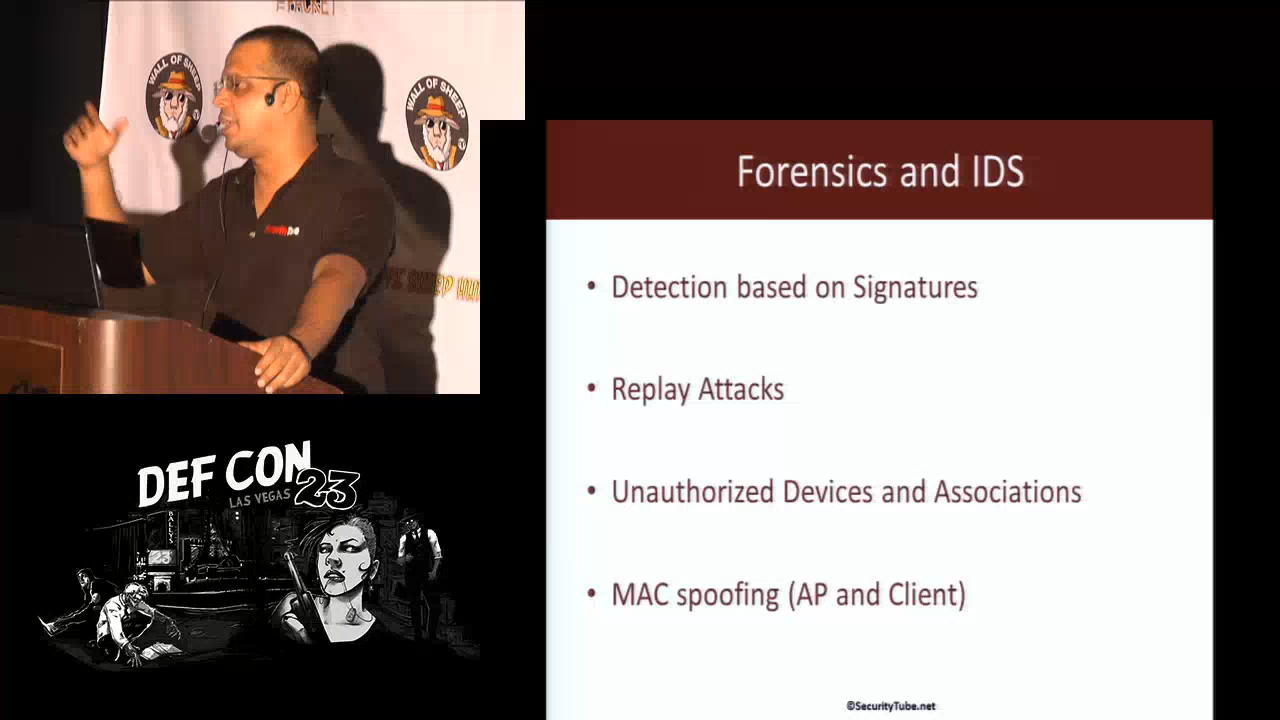 WALL OF SHEEP
WALL OF SHEEP
Forensics and IDS
• Detection based on Signatures
• Replay Attacks
• Unauthorized Devices and Associations
• MAC spoofing (AP and Client)
©SecurityTube.net
DEF CON
LAS VEGAS 23
BALLY'S